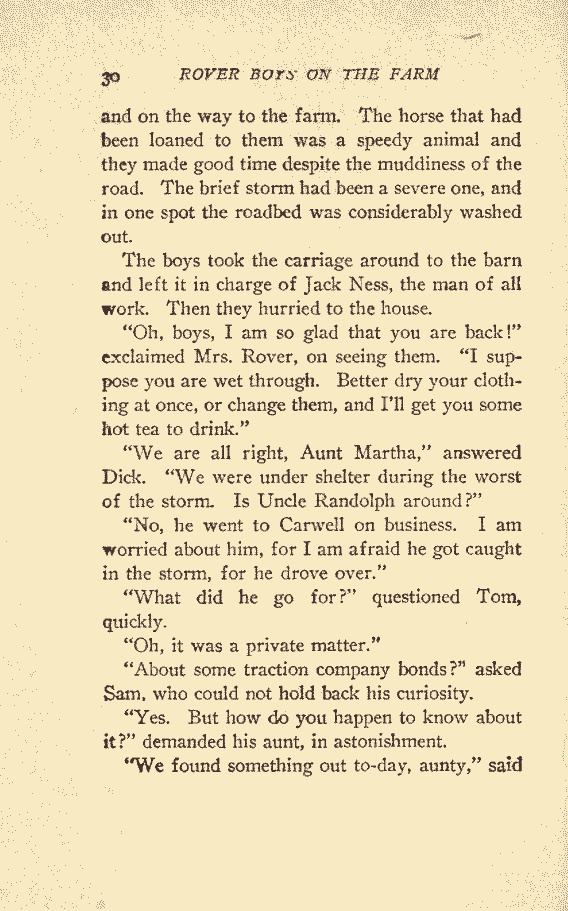 30 ROVER BOYS ON THE FARM
and on the way to the farm. The horse that had
been loaned to them was a speedy animal and
they made good time despite the muddiness of the
road. The brief storm had been a severe one, and
in one spot the roadbed was considerably washed
out.
The boys took the carriage around to the barn
and left it in charge of Jack Ness, the man of all
work. Then they hurried to the house.
“Oh, boys, I am so glad that you are back!”
exclaimed Mrs. Rover, on seeing them. “I sup-
pose you are wet through. Better dry your cloth-
ing at once, or change them, and I’ll get you some
hot tea to drink.”
“We are all right, Aunt Martha,” answered
Dick. “We were under shelter during the worst
of the storm. Is Uncle Randolph around?”
“No, he went to Carwell on business. I am
worried about him, for I am afraid he got caught
in the storm, for he drove over.”
“What did he go for?” questioned Tom,
quickly.
“Oh, it was a private matter.”
“About some traction company bonds?” asked
Sam, who could not hold back his curiosity.
“Yes. But how do you happen to know about
it?” demanded his aunt, in astonishment.
“We found something out to-day, aunty,” said